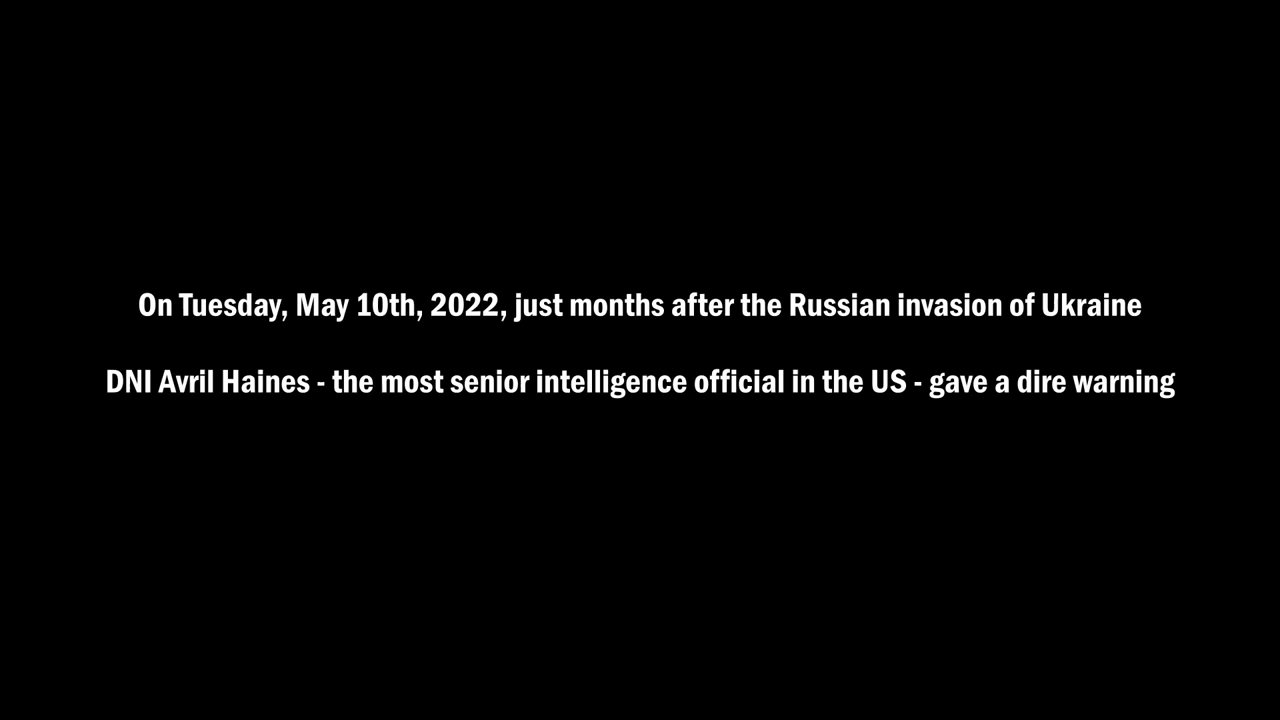 On Tuesday, May 10th, 2022, just months after the Russian invasion of Ukraine
DNI Avril Haines - the most senior intelligence official in the US - gave a dire warning